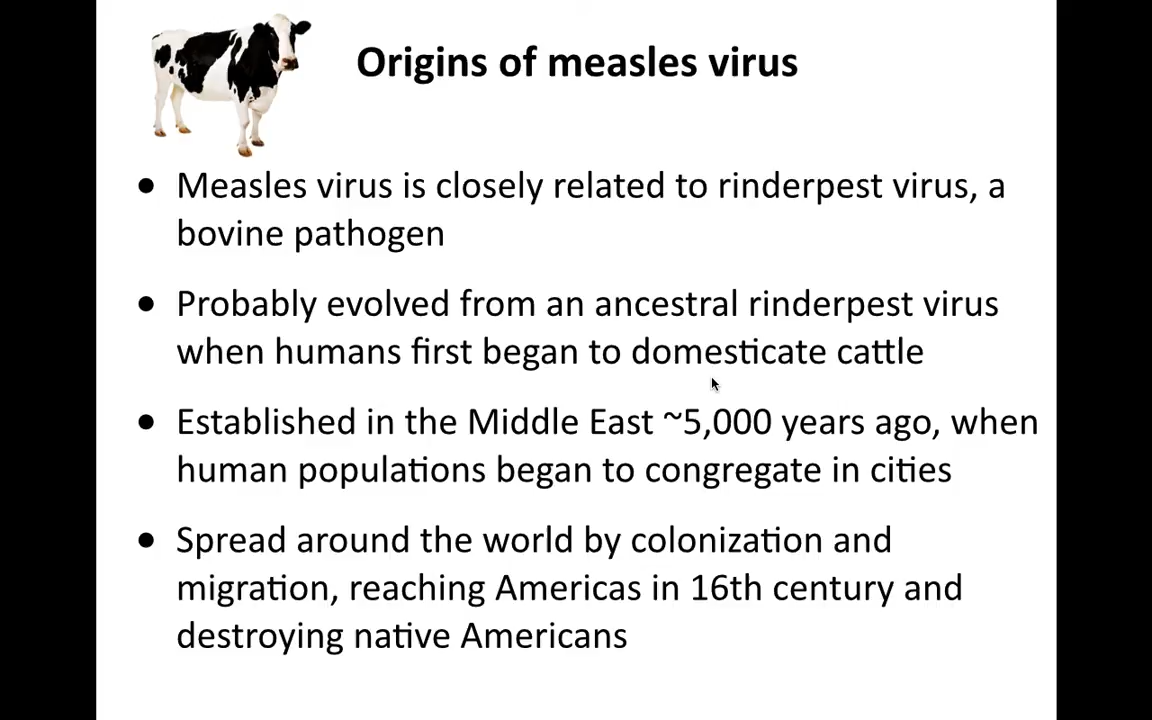 Origins of measles virus
• Measles virus is closely related to rinderpest virus, a
bovine pathogen
• Probably evolved from an ancestral rinderpest virus
when humans first began to domesticate cattle
• Established in the Middle East ~5,000 years ago, when
human populations began to congregate in cities
• Spread around the world by colonization and
migration, reaching Americas in 16th century and
destroying native Americans